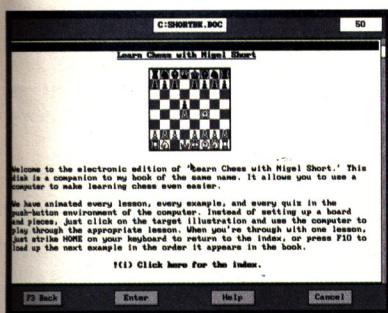 C:SHORTBK.DOC 50
Learn Chess with Nigel Short
Welcome to the electronic edition of 'Learn Chess with Nigel Short.' This
disk is a companion to my book of the same name. It allows you to use a
computer to make learning chess even easier.
We have animated every lesson, every example, and every quiz in the
push-button environment of the computer. Instead of setting up a board
and pieces, just click on the target illustration and use the computer to
play through the appropriate lesson. When you're through with one lesson,
just strike HOME on your keyboard to return to the index, or press F10 to
load up the next example in the order it appears in the book.
!(i) Click here for the index.
F3 Back Enter Help Cancel